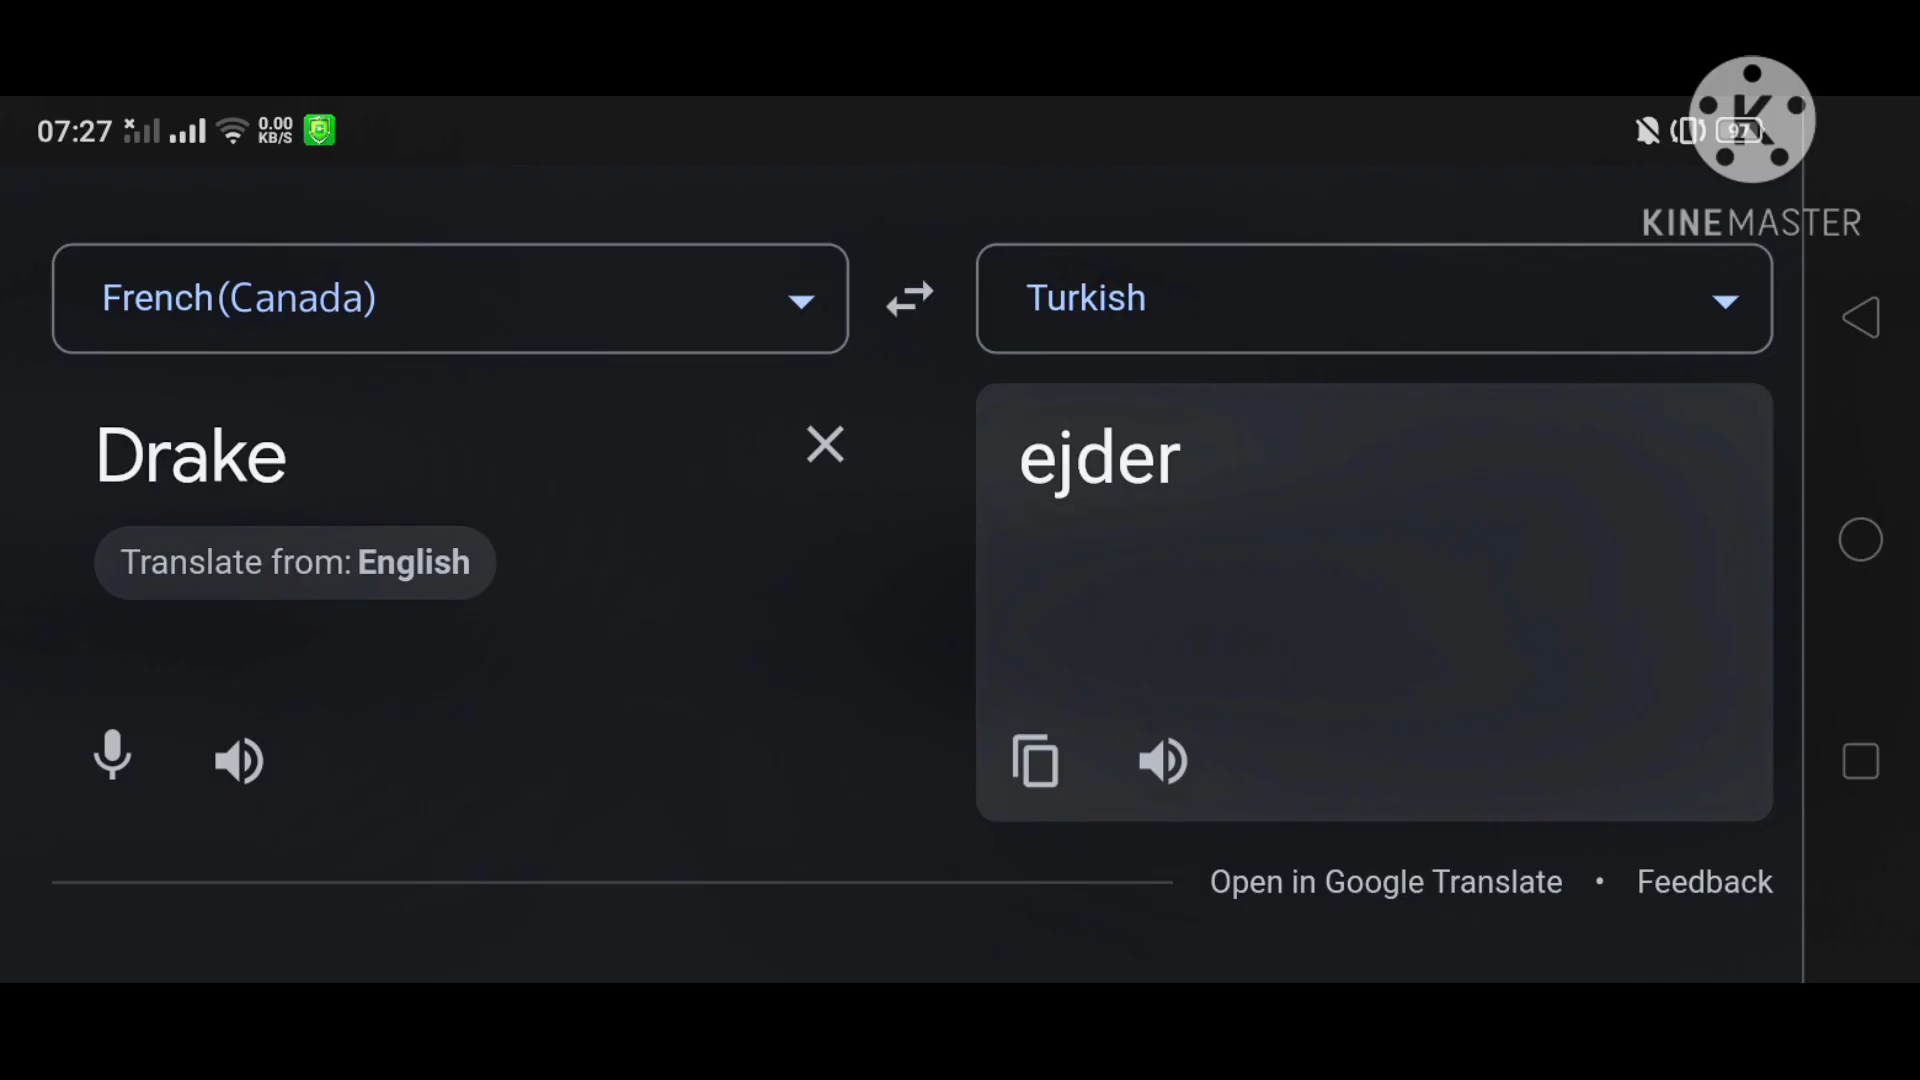 07:27 0.00 KB/S 97
KINEMASTER
French (Canada) Turkish
Drake ejder
Translate from: English
Open in Google Translate • Feedback